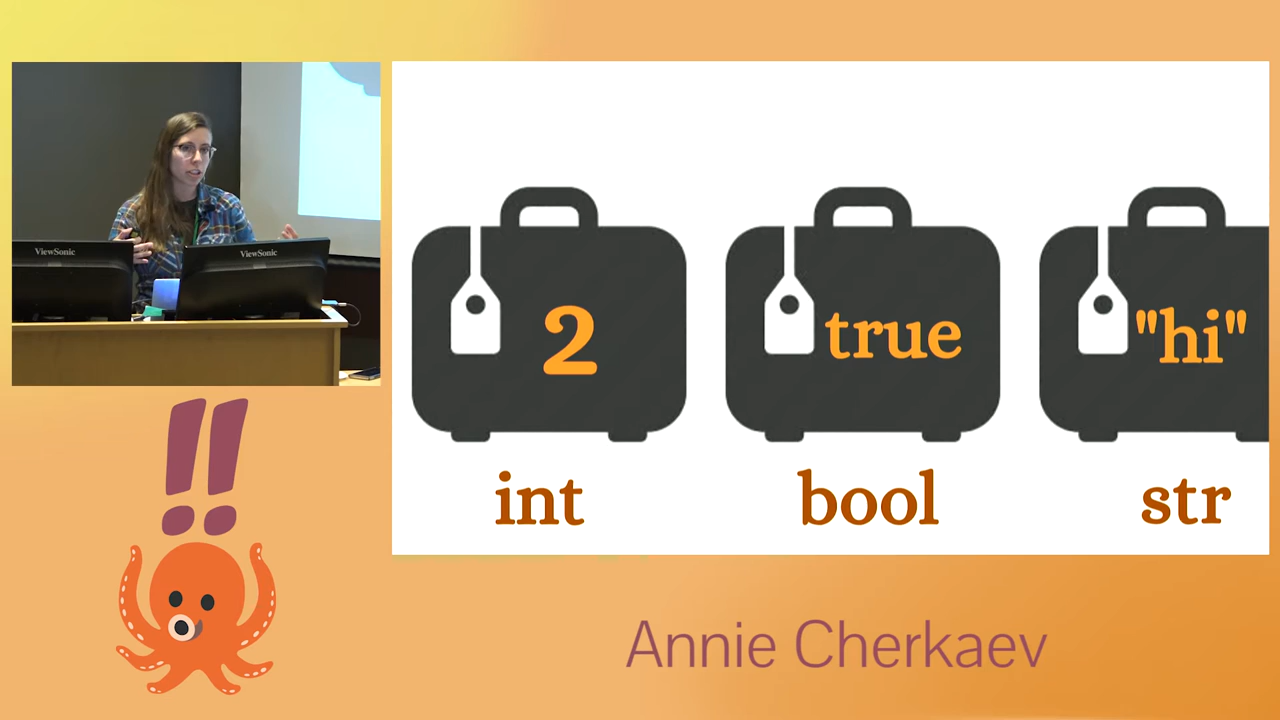 ViewSonic
ViewSonic
2
true
"hi"
int
bool
str
!!
Annie Cherkaev